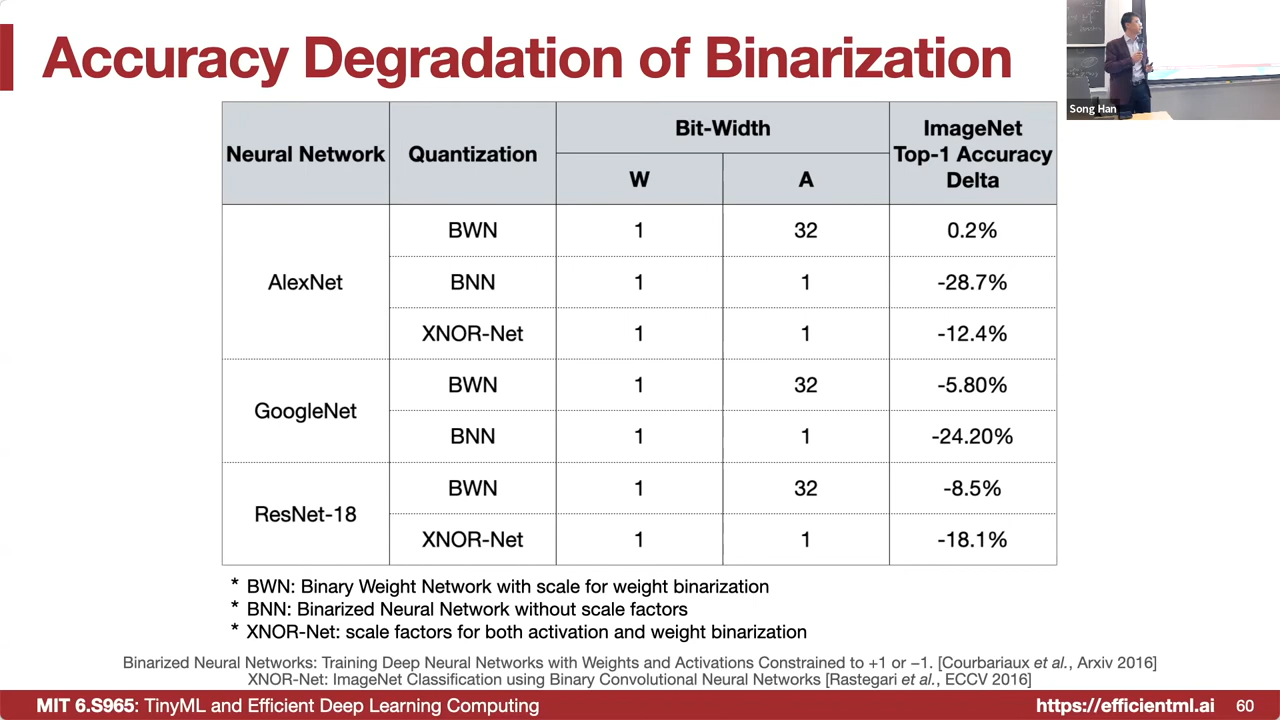 Accuracy Degradation of Binarization
Song Han
Neural Network
Quantization
Bit-Width
W
A
ImageNet
Top-1 Accuracy
Delta
AlexNet
BWN 1 32 0.2%
BNN 1 1 -28.7%
XNOR-Net 1 1 -12.4%
GoogleNet
BWN 1 32 -5.80%
BNN 1 1 -24.20%
ResNet-18
BWN 1 32 -8.5%
XNOR-Net 1 1 -18.1%
* BWN: Binary Weight Network with scale for weight binarization
* BNN: Binarized Neural Network without scale factors
* XNOR-Net: scale factors for both activation and weight binarization
Binarized Neural Networks: Training Deep Neural Networks with Weights and Activations Constrained to +1 or −1. [Courbariaux et al., Arxiv 2016]
XNOR-Net: ImageNet Classification using Binary Convolutional Neural Networks [Rastegari et al., ECCV 2016]
MIT 6.S965: TinyML and Efficient Deep Learning Computing
https://efficientml.ai 60